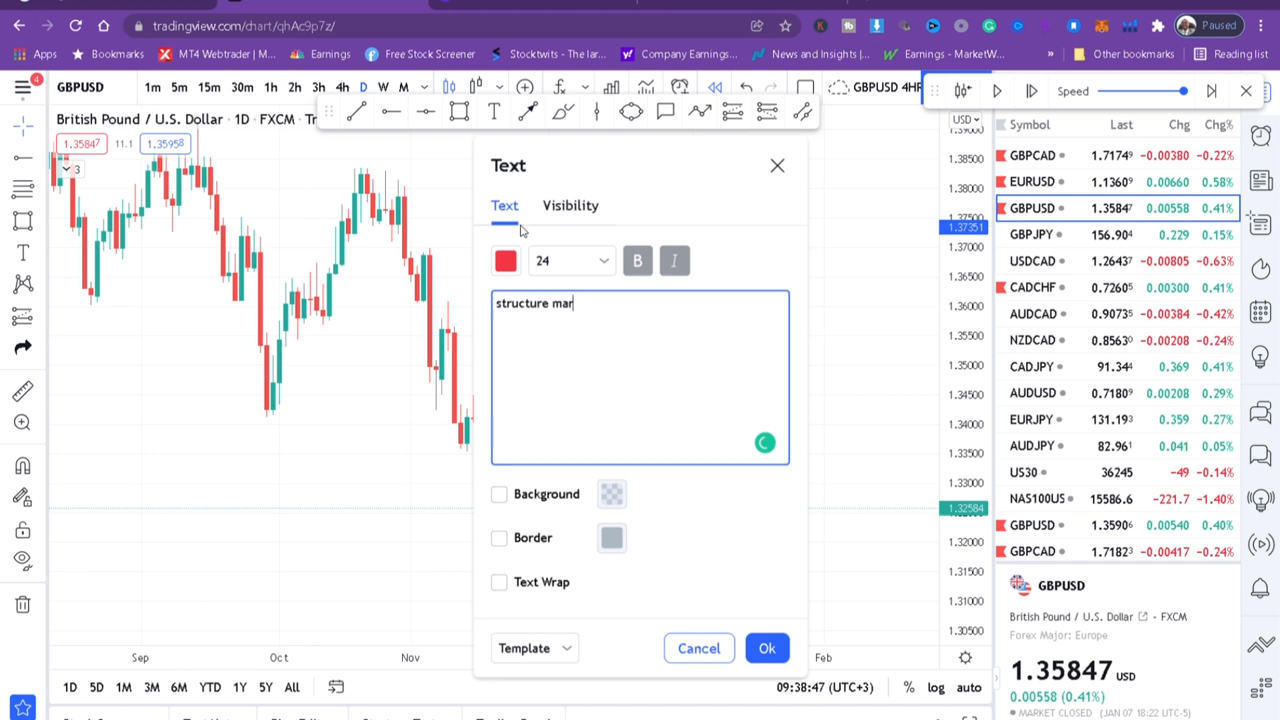 tradingview.com/chart/qhAc9p7z/
Paused
Apps
Bookmarks
MT4 Webtrader | M...
Earnings
Free Stock Screener
Stocktwits - The lar...
Company Earnings...
News and Insights |...
Earnings - MarketW...
»
Other bookmarks
Reading list
4
GBPUSD
1m 5m 15m 30m 1h 2h 3h 4h D W M
GBPUSD 4HR
Speed
British Pound / U.S. Dollar · 1D · FXCM · Tr
1.35847 11.1 1.35958
3
USD
1.39000
1.38500
1.38000
1.37500
1.37351
1.37000
1.36500
1.36000
1.35500
1.35000
1.34500
1.34000
1.33500
1.33000
1.32584
1.32000
1.31500
1.31000
1.30500
Text
Text Visibility
24 B I
structure mar
Background
Border
Text Wrap
Template Cancel Ok
Sep Oct Nov Feb
1D 5D 1M 3M 6M YTD 1Y 5Y All
09:38:47 (UTC+3) % log auto
Symbol Last Chg Chg%
GBPCAD 1.71749 −0.00380 −0.22%
EURUSD 1.13609 0.00660 0.58%
GBPUSD 1.35847 0.00558 0.41%
GBPJPY 156.904 0.229 0.15%
USDCAD 1.26437 −0.00805 −0.63%
CADCHF 0.72605 0.00300 0.41%
AUDCAD 0.90735 −0.00384 −0.42%
NZDCAD 0.85630 −0.00208 −0.24%
CADJPY 91.344 0.369 0.41%
AUDUSD 0.71809 0.00208 0.29%
EURJPY 131.193 0.359 0.27%
AUDJPY 82.961 0.041 0.05%
US30 36245 −49 −0.14%
NAS100US 15586.6 −221.7 −1.40%
GBPUSD 1.35906 0.00540 0.40%
GBPCAD 1.71823 −0.00417 −0.24%
GBPUSD
British Pound / U.S. Dollar · FXCM
Forex Major: Europe
1.35847 USD
0.00558 (0.41%)
MARKET CLOSED (JAN 07 18:22 UTC-5)